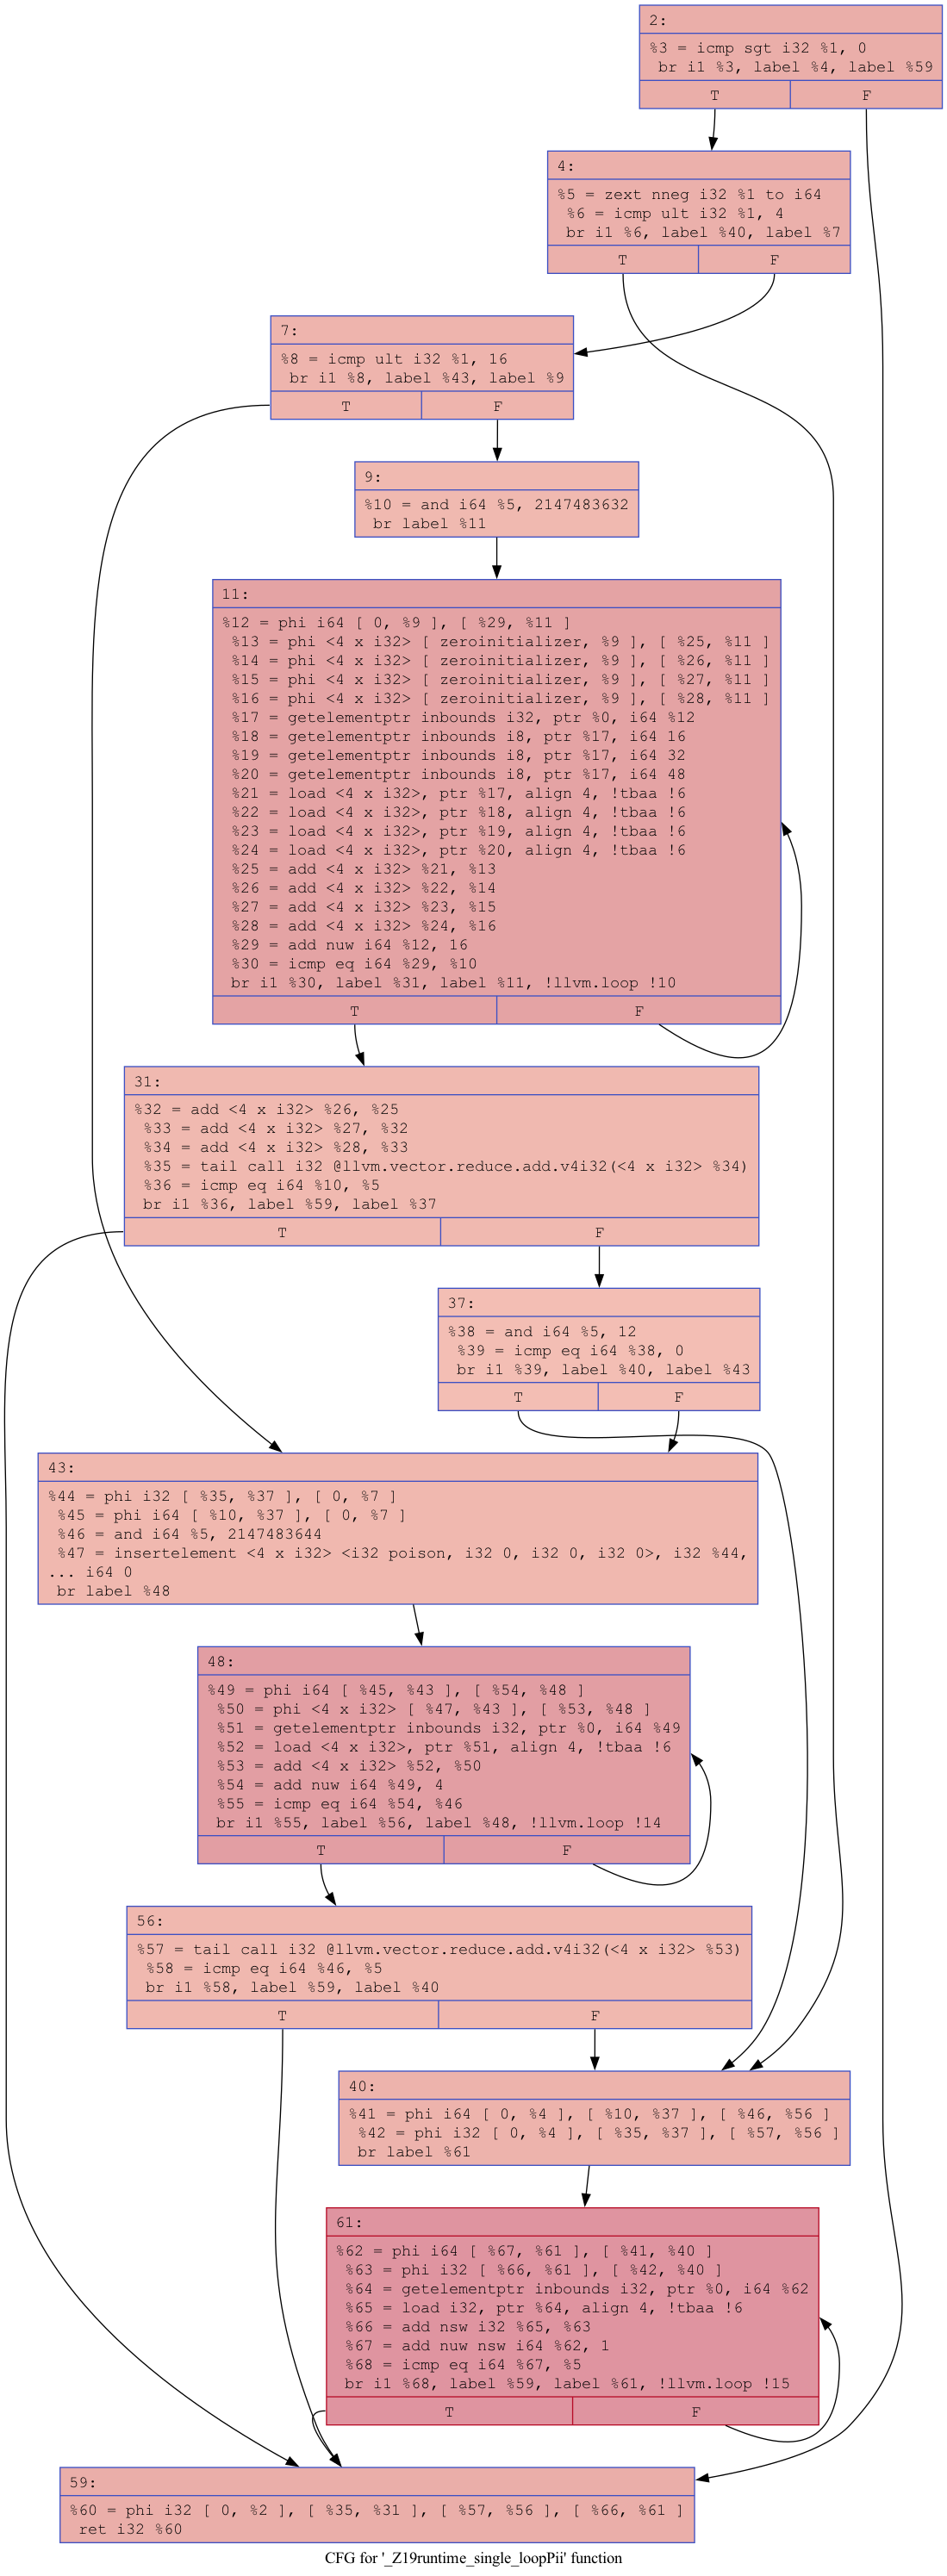 2:
%3 = icmp sgt i32 %1, 0
br i1 %3, label %4, label %59
T F
4:
%5 = zext nneg i32 %1 to i64
%6 = icmp ult i32 %1, 4
br i1 %6, label %40, label %7
T F
7:
%8 = icmp ult i32 %1, 16
br i1 %8, label %43, label %9
T F
9:
%10 = and i64 %5, 2147483632
br label %11
11:
%12 = phi i64 [ 0, %9 ], [ %29, %11 ]
%13 = phi <4 x i32> [ zeroinitializer, %9 ], [ %25, %11 ]
%14 = phi <4 x i32> [ zeroinitializer, %9 ], [ %26, %11 ]
%15 = phi <4 x i32> [ zeroinitializer, %9 ], [ %27, %11 ]
%16 = phi <4 x i32> [ zeroinitializer, %9 ], [ %28, %11 ]
%17 = getelementptr inbounds i32, ptr %0, i64 %12
%18 = getelementptr inbounds i8, ptr %17, i64 16
%19 = getelementptr inbounds i8, ptr %17, i64 32
%20 = getelementptr inbounds i8, ptr %17, i64 48
%21 = load <4 x i32>, ptr %17, align 4, !tbaa !6
%22 = load <4 x i32>, ptr %18, align 4, !tbaa !6
%23 = load <4 x i32>, ptr %19, align 4, !tbaa !6
%24 = load <4 x i32>, ptr %20, align 4, !tbaa !6
%25 = add <4 x i32> %21, %13
%26 = add <4 x i32> %22, %14
%27 = add <4 x i32> %23, %15
%28 = add <4 x i32> %24, %16
%29 = add nuw i64 %12, 16
%30 = icmp eq i64 %29, %10
br i1 %30, label %31, label %11, !llvm.loop !10
T F
31:
%32 = add <4 x i32> %26, %25
%33 = add <4 x i32> %27, %32
%34 = add <4 x i32> %28, %33
%35 = tail call i32 @llvm.vector.reduce.add.v4i32(<4 x i32> %34)
%36 = icmp eq i64 %10, %5
br i1 %36, label %59, label %37
T F
37:
%38 = and i64 %5, 12
%39 = icmp eq i64 %38, 0
br i1 %39, label %40, label %43
T F
43:
%44 = phi i32 [ %35, %37 ], [ 0, %7 ]
%45 = phi i64 [ %10, %37 ], [ 0, %7 ]
%46 = and i64 %5, 2147483644
%47 = insertelement <4 x i32> <i32 poison, i32 0, i32 0, i32 0>, i32 %44,
... i64 0
br label %48
48:
%49 = phi i64 [ %45, %43 ], [ %54, %48 ]
%50 = phi <4 x i32> [ %47, %43 ], [ %53, %48 ]
%51 = getelementptr inbounds i32, ptr %0, i64 %49
%52 = load <4 x i32>, ptr %51, align 4, !tbaa !6
%53 = add <4 x i32> %52, %50
%54 = add nuw i64 %49, 4
%55 = icmp eq i64 %54, %46
br i1 %55, label %56, label %48, !llvm.loop !14
T F
56:
%57 = tail call i32 @llvm.vector.reduce.add.v4i32(<4 x i32> %53)
%58 = icmp eq i64 %46, %5
br i1 %58, label %59, label %40
T F
40:
%41 = phi i64 [ 0, %4 ], [ %10, %37 ], [ %46, %56 ]
%42 = phi i32 [ 0, %4 ], [ %35, %37 ], [ %57, %56 ]
br label %61
61:
%62 = phi i64 [ %67, %61 ], [ %41, %40 ]
%63 = phi i32 [ %66, %61 ], [ %42, %40 ]
%64 = getelementptr inbounds i32, ptr %0, i64 %62
%65 = load i32, ptr %64, align 4, !tbaa !6
%66 = add nsw i32 %65, %63
%67 = add nuw nsw i64 %62, 1
%68 = icmp eq i64 %67, %5
br i1 %68, label %59, label %61, !llvm.loop !15
T F
59:
%60 = phi i32 [ 0, %2 ], [ %35, %31 ], [ %57, %56 ], [ %66, %61 ]
ret i32 %60
CFG for '_Z19runtime_single_loopPii' function